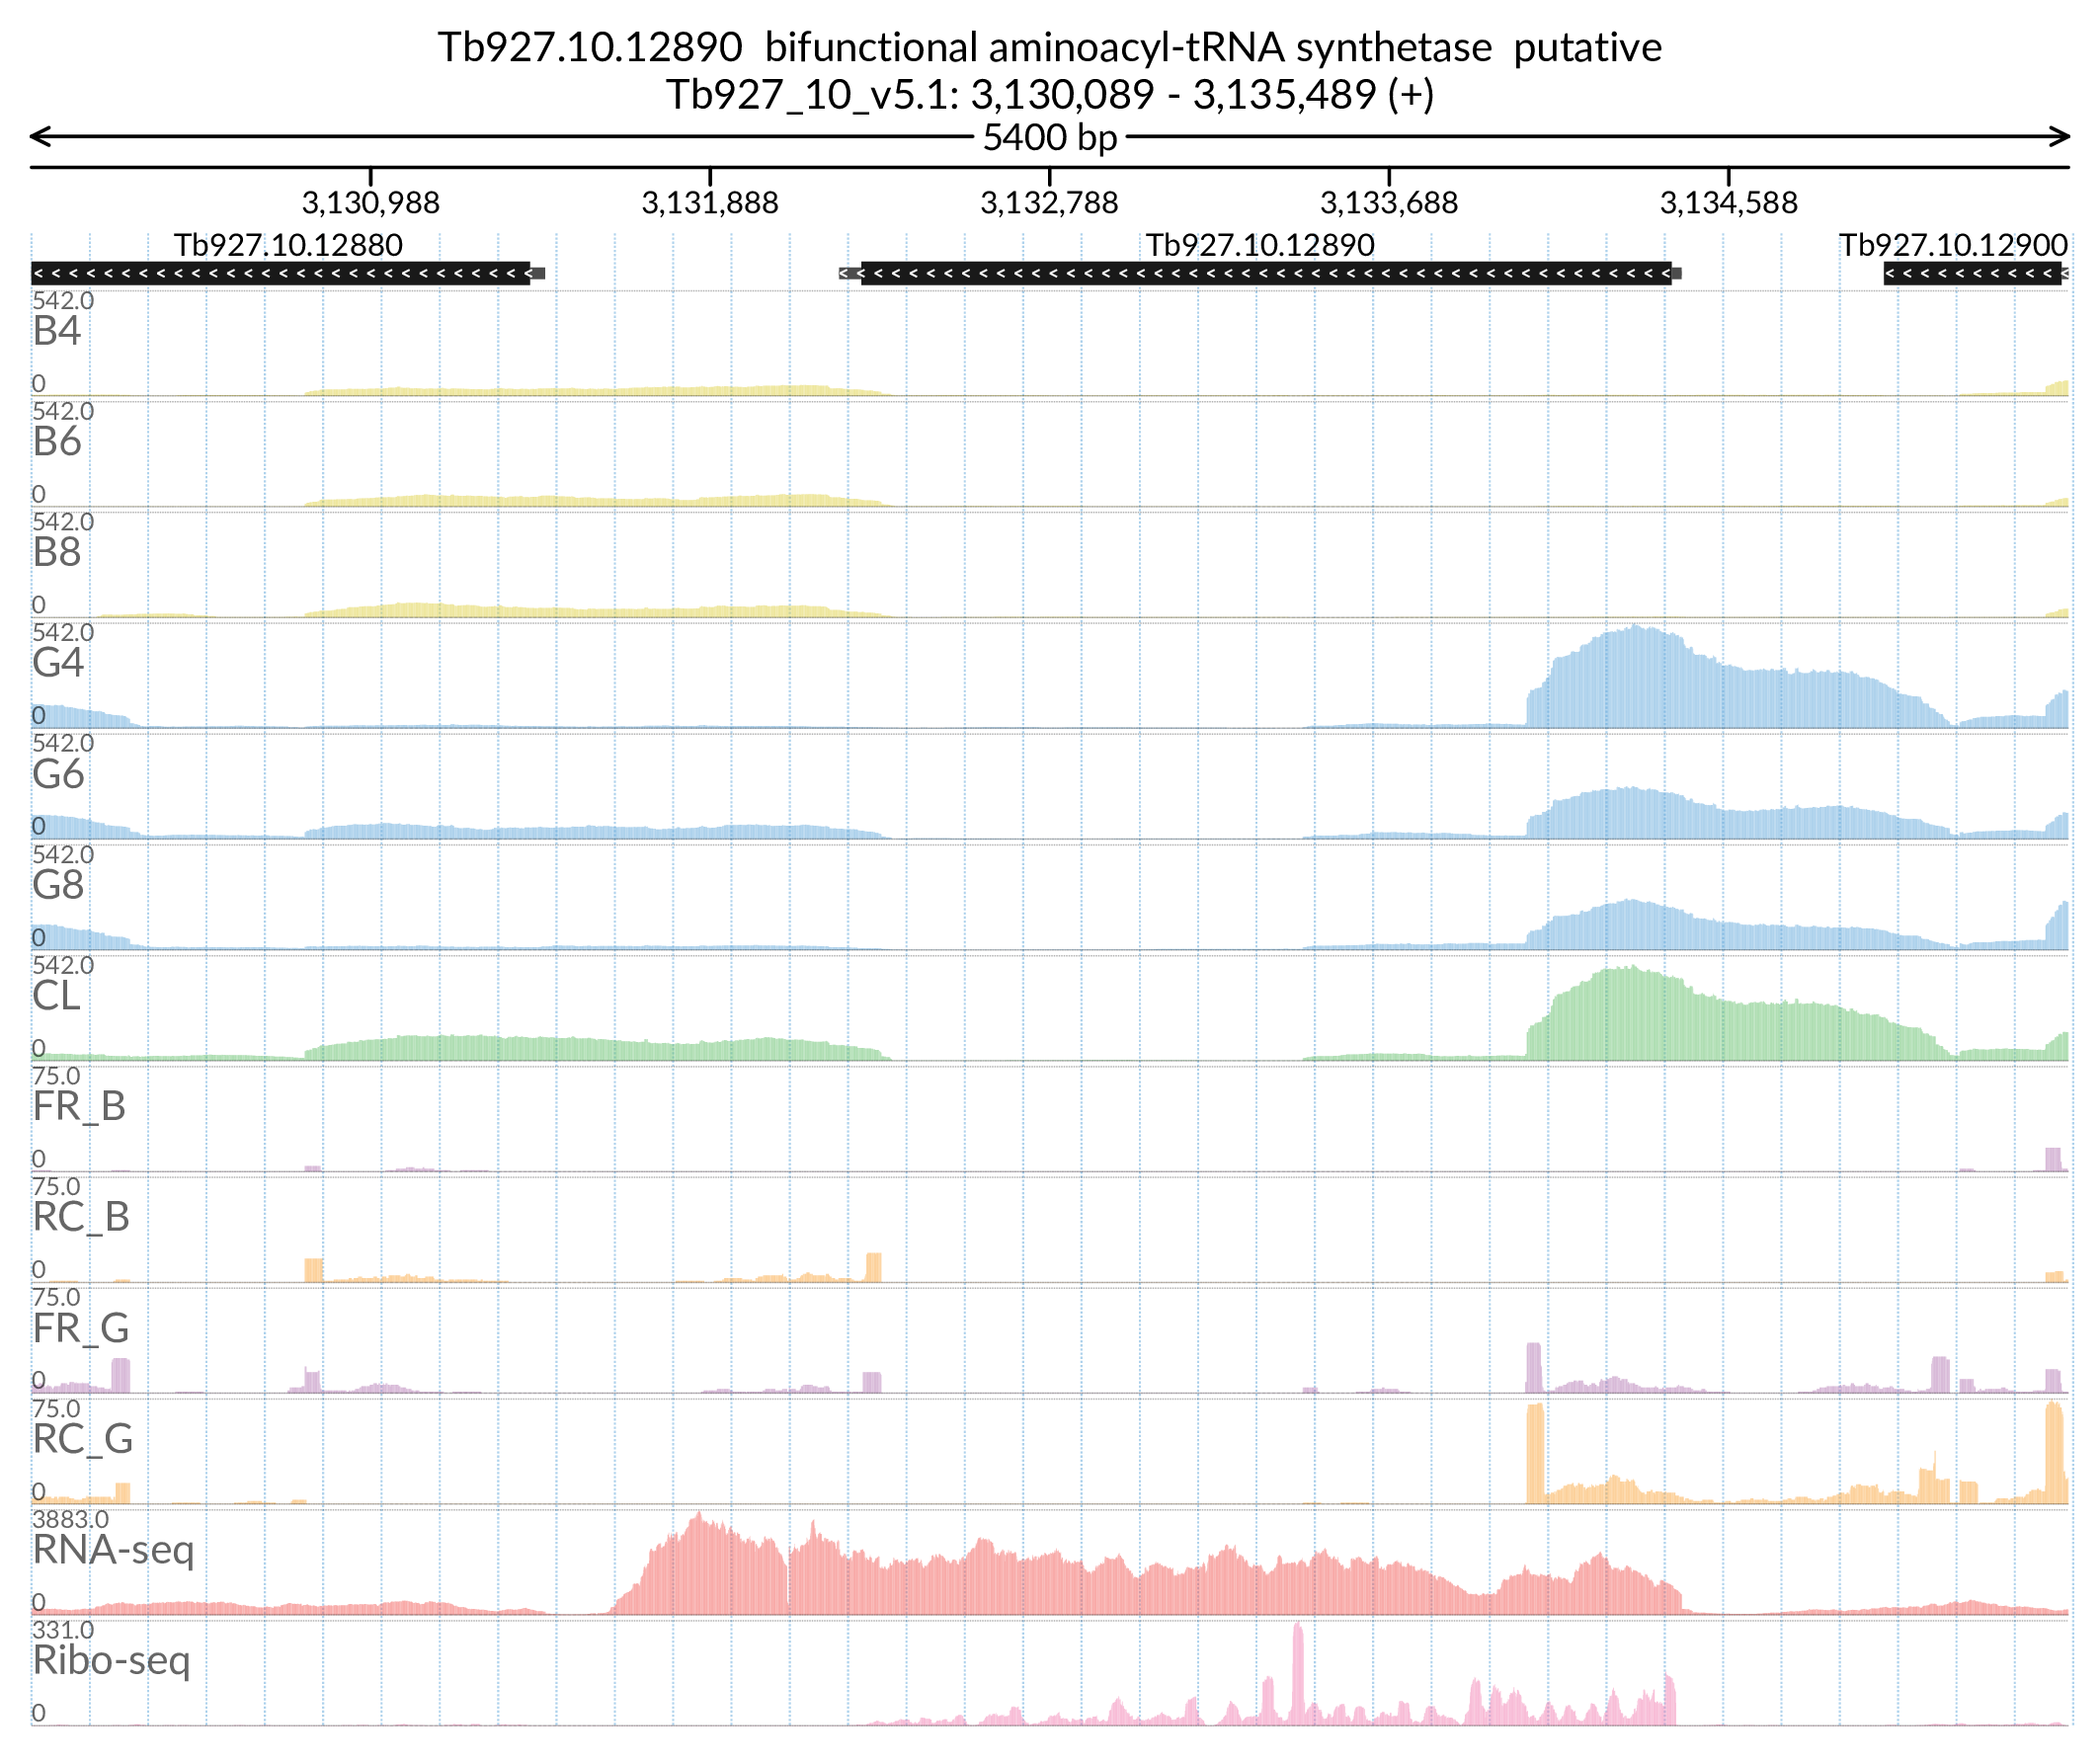 Tb927.10.12890  bifunctional aminoacyl-tRNA synthetase  putative
Tb927_10_v5.1: 3,130,089 - 3,135,489 (+)
5400 bp
3,130,988 3,131,888 3,132,788 3,133,688 3,134,588
Tb927.10.12880 Tb927.10.12890 Tb927.10.12900
542.0
B4
0
542.0
B6
0
542.0
B8
0
542.0
G4
0
542.0
G6
0
542.0
G8
0
542.0
CL
0
75.0
FR_B
0
75.0
RC_B
0
75.0
FR_G
0
75.0
RC_G
0
3883.0
RNA-seq
0
331.0
Ribo-seq
0